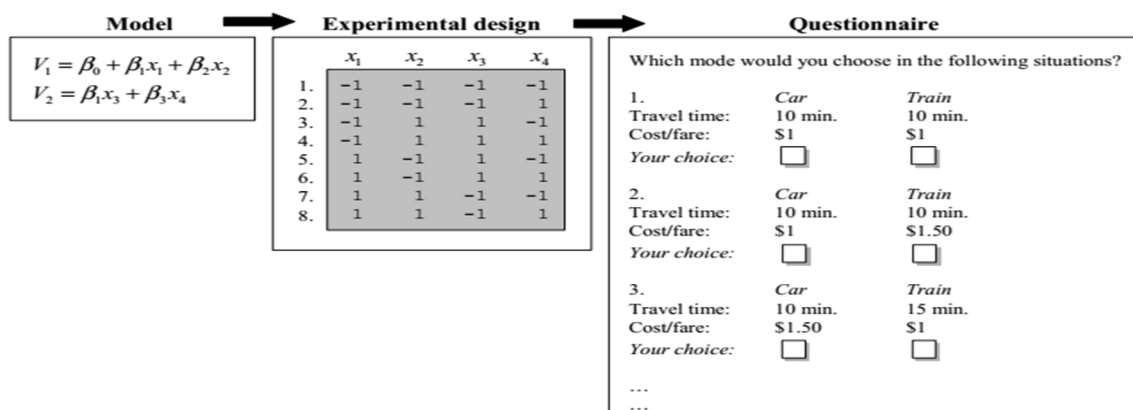 Model
Experimental design
Questionnaire
V₁ = β₀ + β₁x₁ + β₂x₂
V₂ = β₁x₃ + β₃x₄
x₁ x₂ x₃ x₄
1. −1 −1 −1 −1
2. −1 −1 −1 1
3. −1 1 1 −1
4. −1 1 1 1
5. 1 −1 1 −1
6. 1 −1 1 1
7. 1 1 −1 −1
8. 1 1 −1 1
Which mode would you choose in the following situations?
1. Car Train
Travel time: 10 min. 10 min.
Cost/fare: $1 $1
Your choice:
2. Car Train
Travel time: 10 min. 10 min.
Cost/fare: $1 $1.50
Your choice:
3. Car Train
Travel time: 10 min. 15 min.
Cost/fare: $1.50 $1
Your choice:
...
...